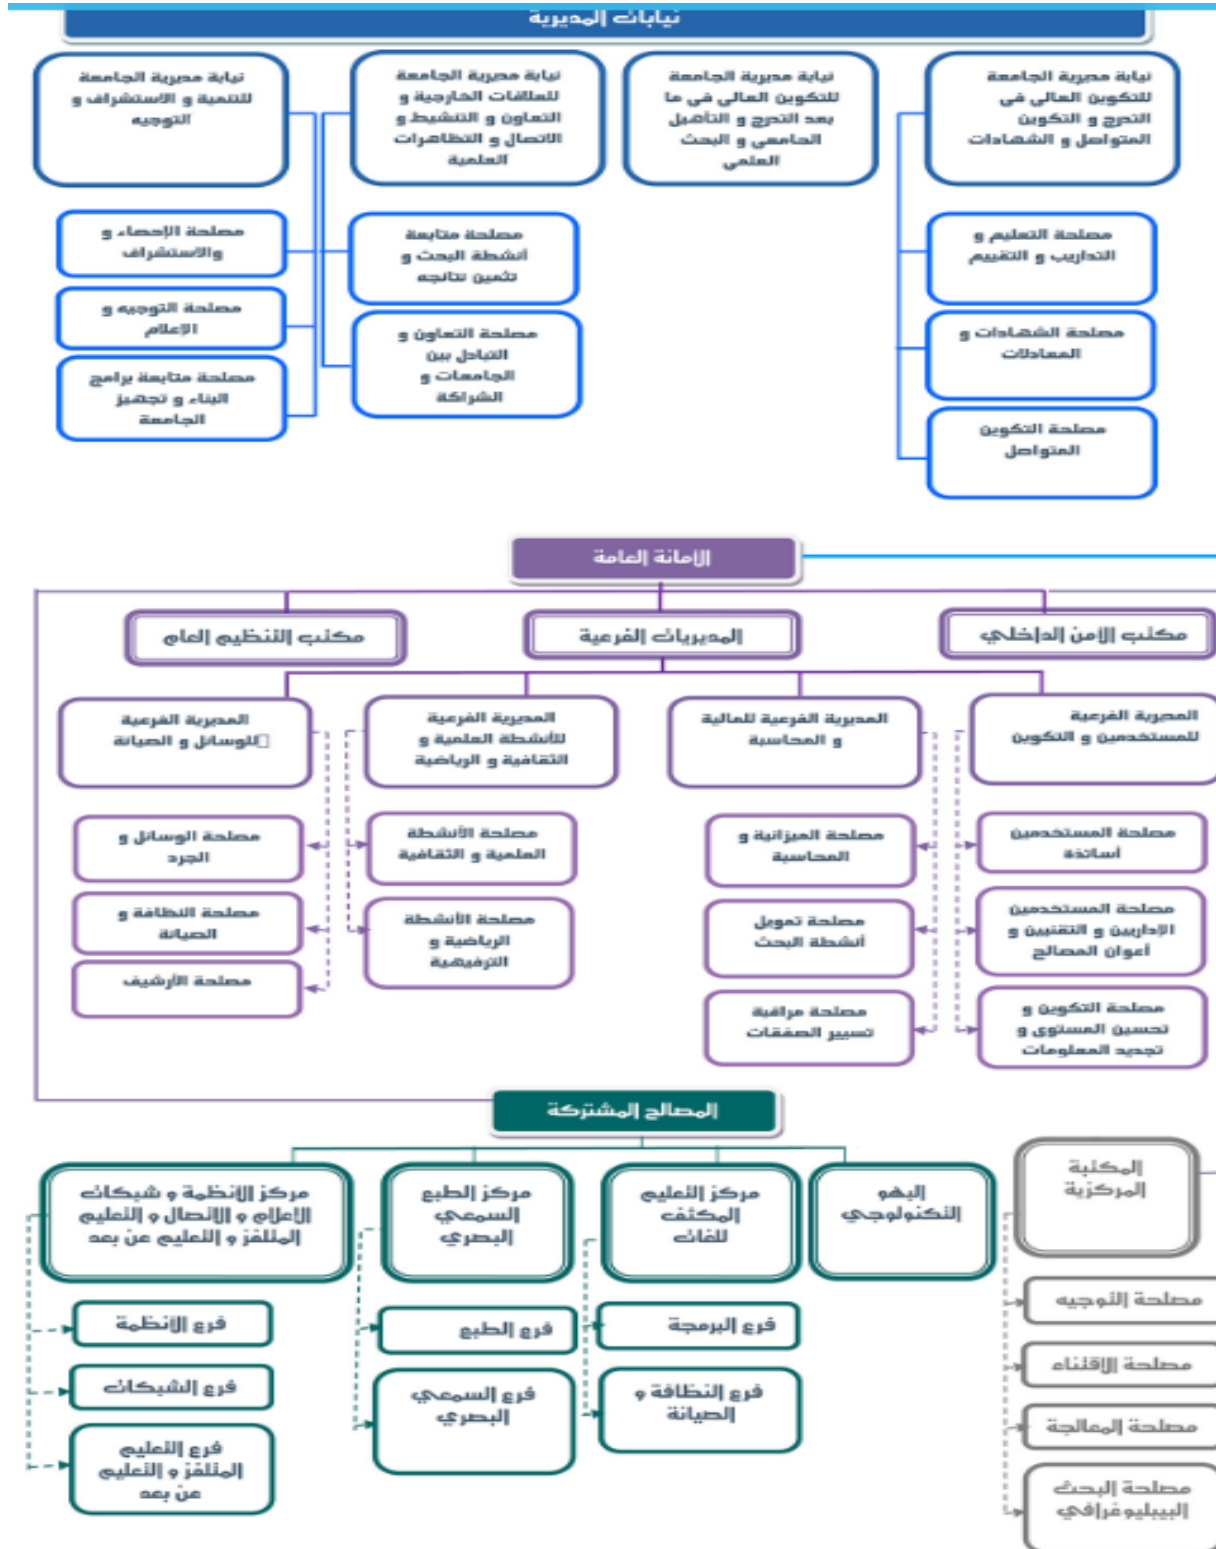 نيابات المديرية
نيابة مديرية الجامعة
للتكوين العالي في
التدرج و التكوين
المتواصل و الشهادات
نيابة مديرية الجامعة
للتكوين العالي في ما
بعد التدرج و التأهيل
الجامعي و البحث
العلمي
نيابة مديرية الجامعة
للعلاقات الخارجية و
التعاون و التنشيط و
الاتصال و التظاهرات
العلمية
نيابة مديرية الجامعة
للتنمية و الاستشراف و
التوجيه
مصلحة التعليم و
التداريب و التقييم
مصلحة الشهادات و
المعادلات
مصلحة التكوين
المتواصل
مصلحة متابعة
أنشطة البحث و
تثمين نتائجه
مصلحة التعاون و
التبادل بين
الجامعات و
الشراكة
مصلحة الإحصاء و
والاستشراف
مصلحة التوجيه و
الإعلام
مصلحة متابعة برامج
البناء و تجهيز
الجامعة
الامانة العامة
مكتب الامن الداخلي
المديريات الفرعية
مكتب التنظيم العام
المديرية الفرعية
للمستخدمين و التكوين
المديرية الفرعية للمالية
و المحاسبة
المديرية الفرعية
للأنشطة العلمية و
الثقافية و الرياضية
المديرية الفرعية
للوسائل و الصيانة
مصلحة المستخدمين
أساتذة
مصلحة المستخدمين
الإداريين و التقنيين و
أعوان المصالح
مصلحة التكوين و
تحسين المستوى و
تجديد المعلومات
مصلحة الميزانية و
المحاسبة
مصلحة تمويل
أنشطة البحث
مصلحة مراقبة
تسيير الصفقات
مصلحة الأنشطة
العلمية و الثقافية
مصلحة الأنشطة
الرياضية و
الترفيهية
مصلحة الوسائل و
الجرد
مصلحة النظافة و
الصيانة
مصلحة الأرشيف
المصالح المشتركة
المكتبة
المركزية
البهو
التكنولوجي
مركز التعليم
المكثف
للغات
مركز الطبع
السمعي
البصري
مركز الانظمة و شبكات
الاعلام و الاتصال و التعليم
المتلفز و التعليم عن بعد
مصلحة التوجيه
مصلحة الاقتناء
مصلحة المعالجة
مصلحة البحث
البيبليوغرافي
فرع البرمجة
فرع النظافة و
الصيانة
فرع الطبع
فرع السمعي
البصري
فرع الانظمة
فرع الشبكات
فرع التعليم
المتلفز و التعليم
عن بعد